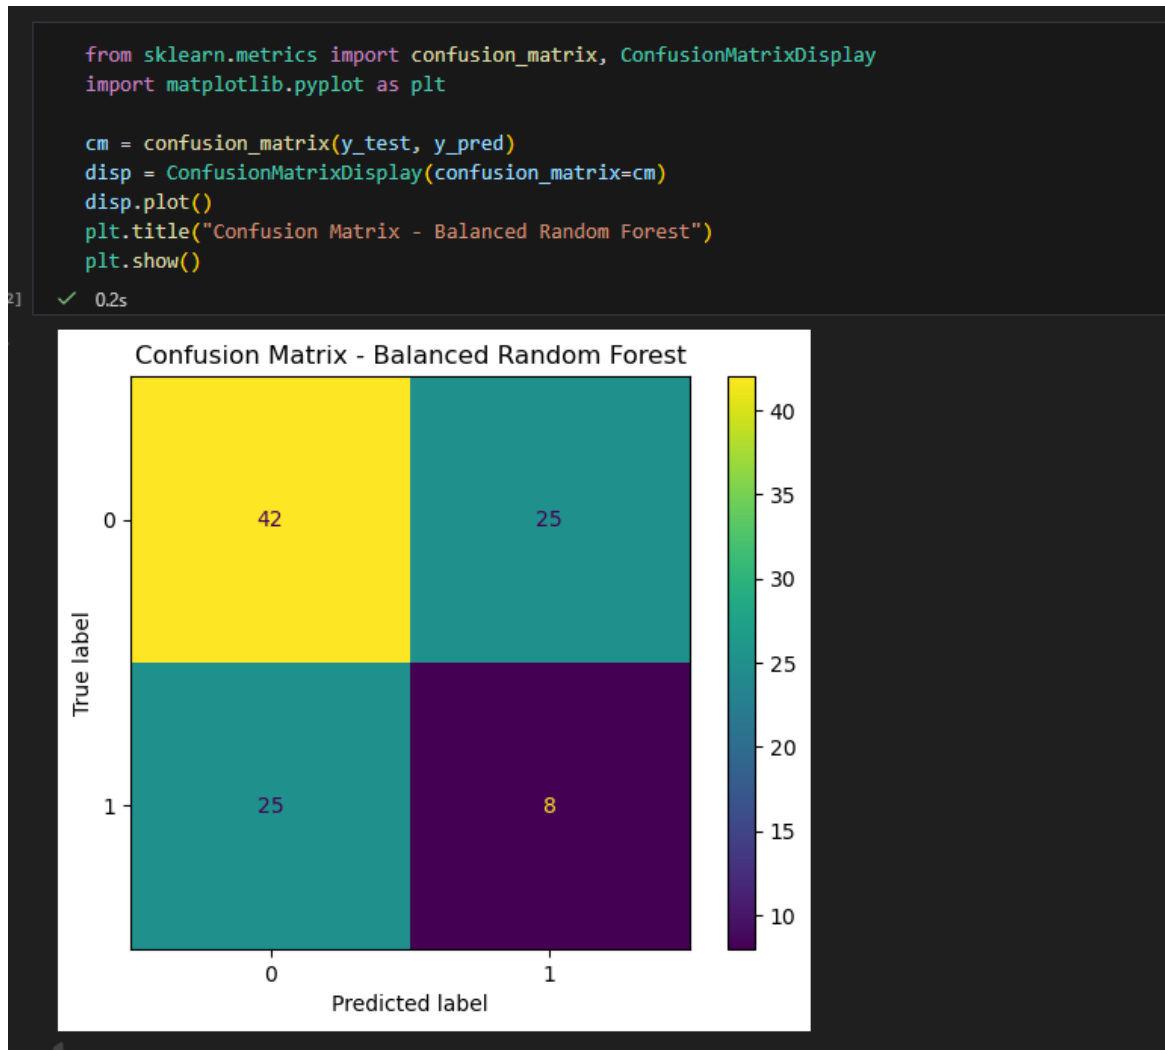 from sklearn.metrics import confusion_matrix, ConfusionMatrixDisplay
import matplotlib.pyplot as plt
cm = confusion_matrix(y_test, y_pred)
disp = ConfusionMatrixDisplay(confusion_matrix=cm)
disp.plot()
plt.title("Confusion Matrix - Balanced Random Forest")
plt.show()
2] ✓ 0.2s
Confusion Matrix - Balanced Random Forest
40
35
30
25
20
15
10
0
42 25
True label
1
25 8
0 1
Predicted label